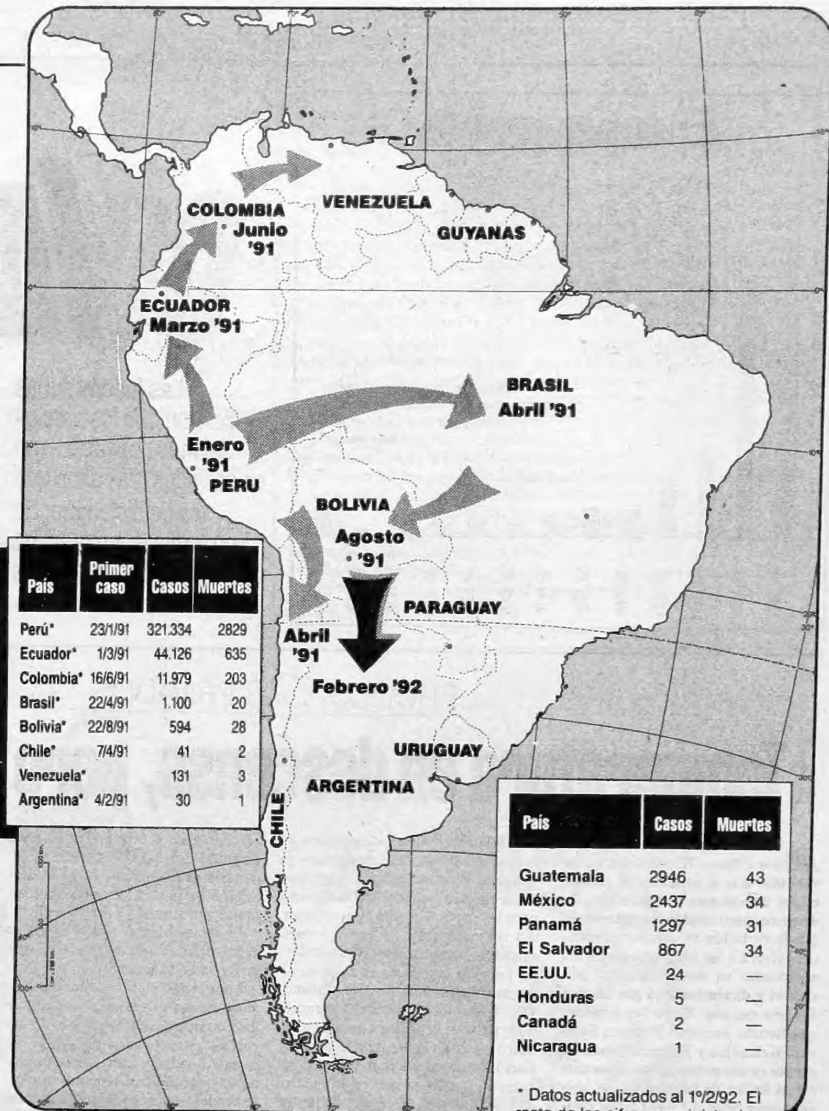 COLOMBIA
Junio
'91
VENEZUELA
GUYANAS
ECUADOR
Marzo '91
BRASIL
Abril '91
Enero
'91
PERU
BOLIVIA
Agosto
'91
PARAGUAY
Abril
'91
Febrero '92
URUGUAY
ARGENTINA
CHILE
País Primer caso Casos Muertes
Perú* 23/1/91 321.334 2829
Ecuador* 1/3/91 44.126 635
Colombia* 16/6/91 11.979 203
Brasil* 22/4/91 1.100 20
Bolivia* 22/8/91 594 28
Chile* 7/4/91 41 2
Venezuela* 131 3
Argentina* 4/2/91 30 1
País Casos Muertes
Guatemala 2946 43
México 2437 34
Panamá 1297 31
El Salvador 867 34
EE.UU. 24 —
Honduras 5 —
Canadá 2 —
Nicaragua 1 —
* Datos actualizados al 1º/2/92. El